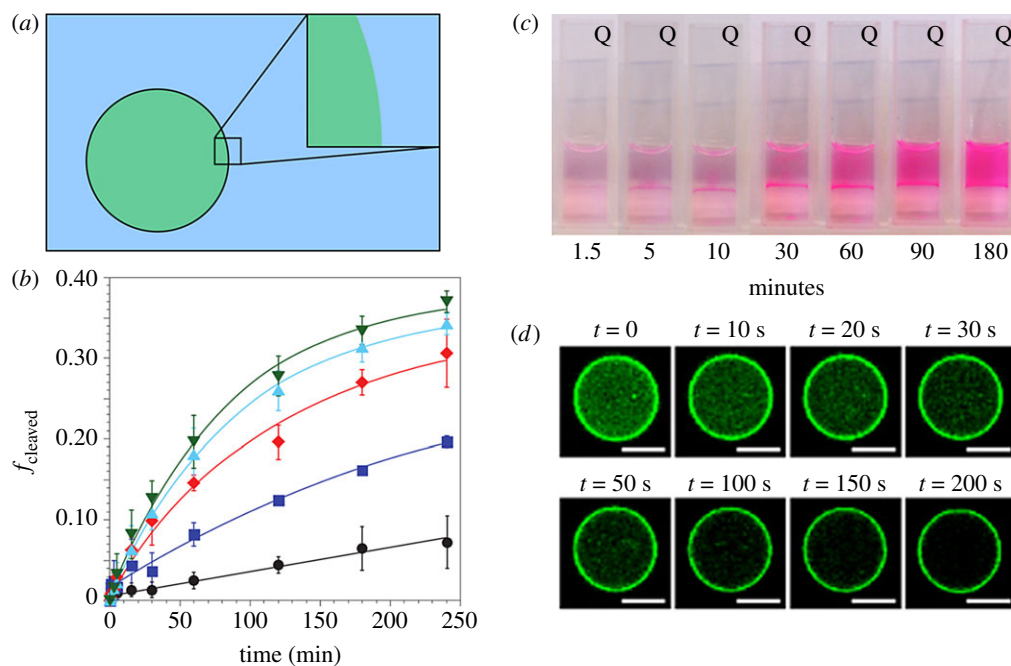 (a)
(b)
0.40
0.30
0.20
0.10
0
f cleaved
0 50 100 150 200 250
time (min)
(c)
Q Q Q Q Q Q Q
1.5 5 10 30 60 90 180
minutes
(d)
t = 0 t = 10 s t = 20 s t = 30 s
t = 50 s t = 100 s t = 150 s t = 200 s